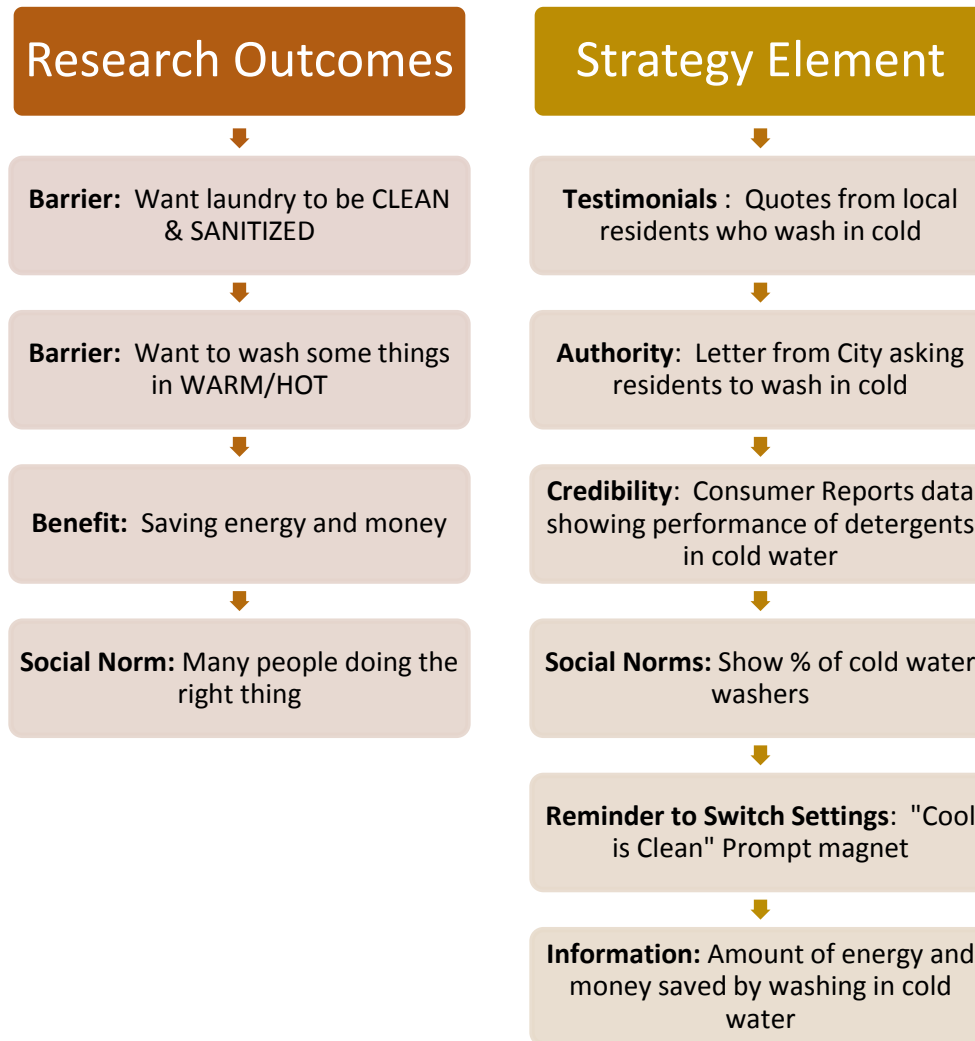 Research Outcomes
Barrier: Want laundry to be CLEAN
& SANITIZED
Barrier: Want to wash some things
in WARM/HOT
Benefit: Saving energy and money
Social Norm: Many people doing the
right thing
Strategy Element
Testimonials : Quotes from local
residents who wash in cold
Authority: Letter from City asking
residents to wash in cold
Credibility: Consumer Reports data
showing performance of detergents
in cold water
Social Norms: Show % of cold water
washers
Reminder to Switch Settings: "Cool
is Clean" Prompt magnet
Information: Amount of energy and
money saved by washing in cold
water